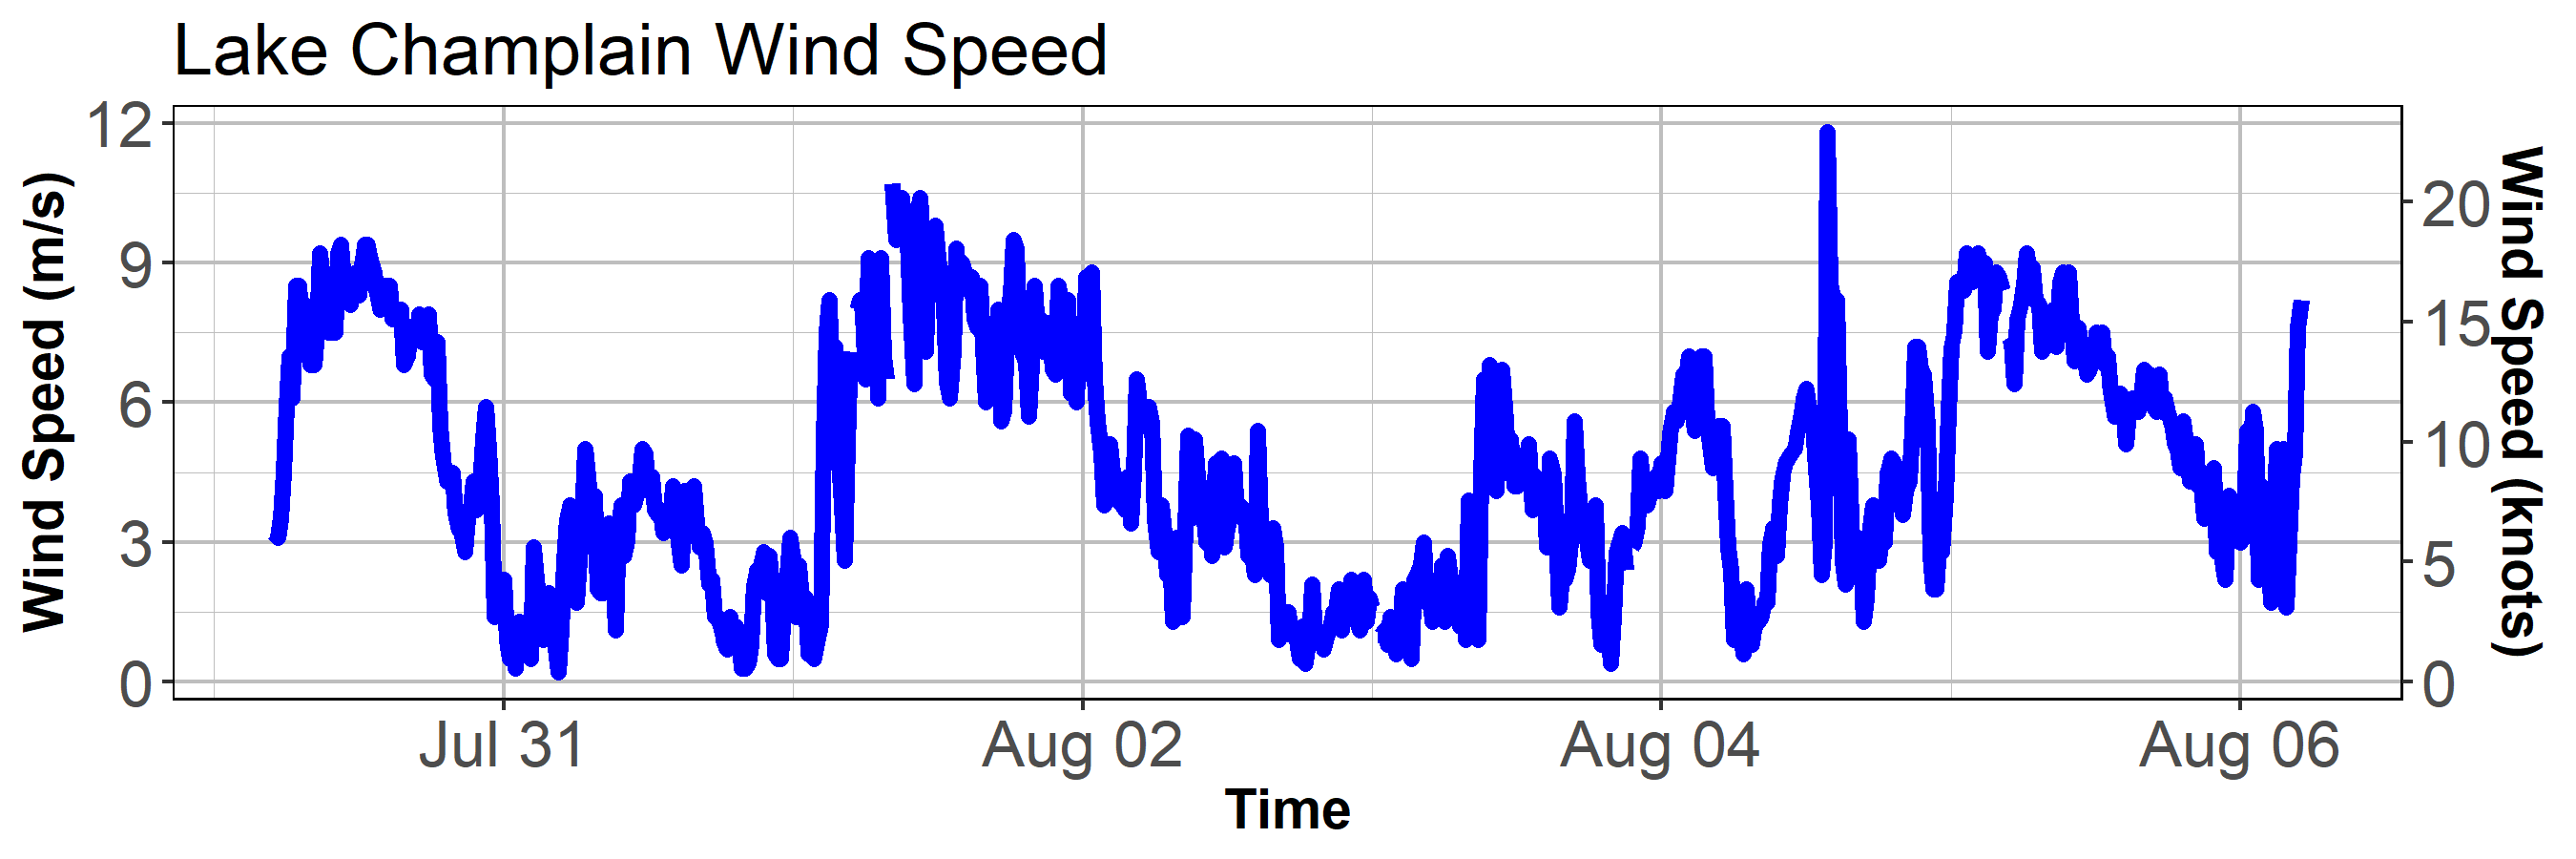 Lake Champlain Wind Speed
12
9
6
3
0
Wind Speed (m/s)
20
15
10
5
0
Wind Speed (knots)
Jul 31 Aug 02 Aug 04 Aug 06
Time